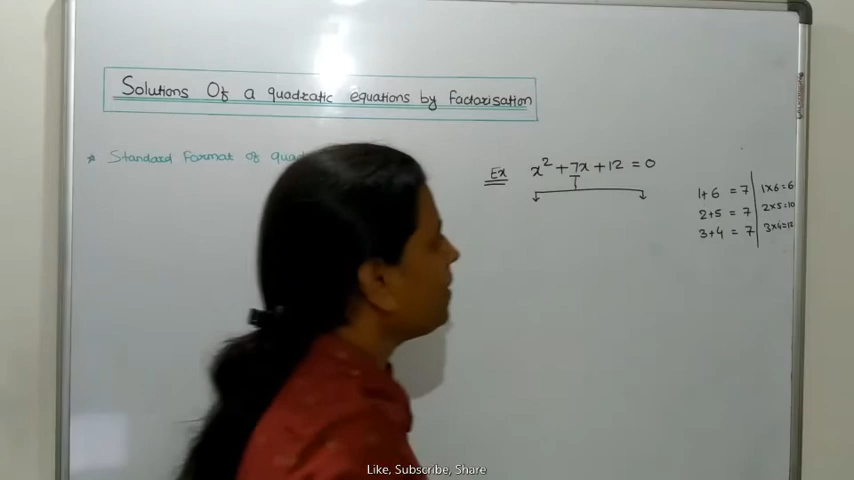 Solutions Of a quadratic equations by factorisation
* Standard Format of quad
Ex x² + 7x + 12 = 0
1+6 = 7 | 1×6=6
2+5 = 7 | 2×5=10
3+4 = 7 | 3×4=12
Like, Subscribe, Share